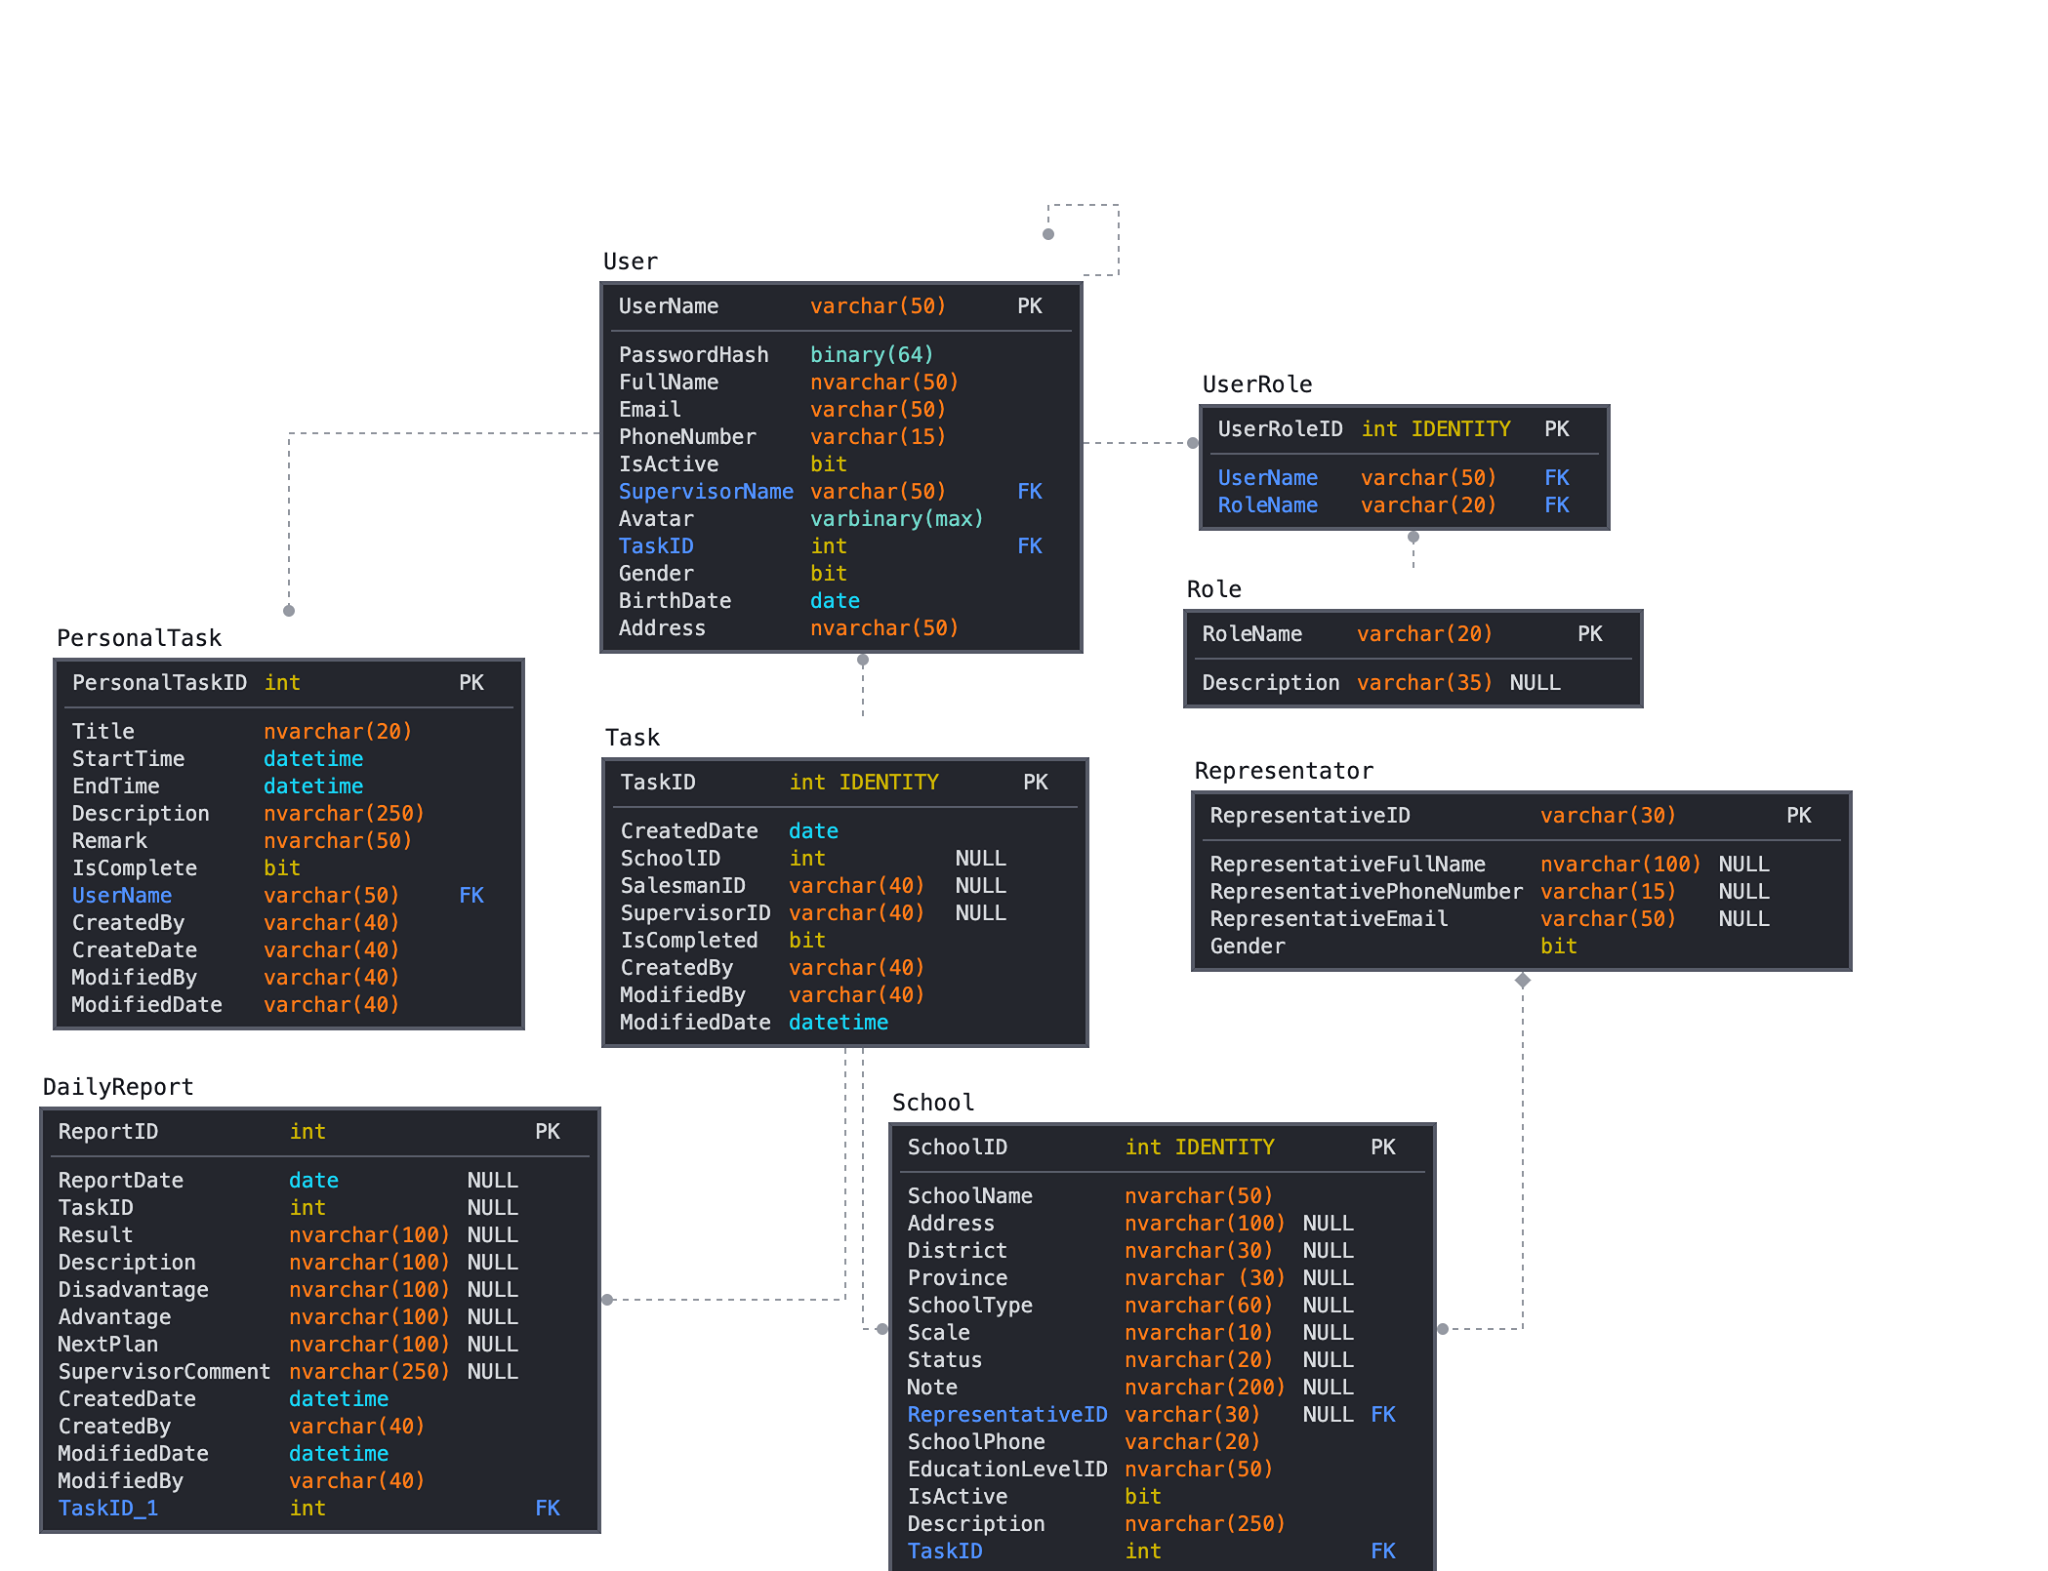 User
UserName varchar(50) PK
PasswordHash binary(64)
FullName nvarchar(50)
Email varchar(50)
PhoneNumber varchar(15)
IsActive bit
SupervisorName varchar(50) FK
Avatar varbinary(max)
TaskID int FK
Gender bit
BirthDate date
Address nvarchar(50)
UserRole
UserRoleID int IDENTITY PK
UserName varchar(50) FK
RoleName varchar(20) FK
Role
RoleName varchar(20) PK
Description varchar(35) NULL
PersonalTask
PersonalTaskID int PK
Title nvarchar(20)
StartTime datetime
EndTime datetime
Description nvarchar(250)
Remark nvarchar(50)
IsComplete bit
UserName varchar(50) FK
CreatedBy varchar(40)
CreateDate varchar(40)
ModifiedBy varchar(40)
ModifiedDate varchar(40)
Task
TaskID int IDENTITY PK
CreatedDate date
SchoolID int NULL
SalesmanID varchar(40) NULL
SupervisorID varchar(40) NULL
IsCompleted bit
CreatedBy varchar(40)
ModifiedBy varchar(40)
ModifiedDate datetime
Representator
RepresentativeID varchar(30) PK
RepresentativeFullName nvarchar(100) NULL
RepresentativePhoneNumber varchar(15) NULL
RepresentativeEmail varchar(50) NULL
Gender bit
DailyReport
ReportID int PK
ReportDate date NULL
TaskID int NULL
Result nvarchar(100) NULL
Description nvarchar(100) NULL
Disadvantage nvarchar(100) NULL
Advantage nvarchar(100) NULL
NextPlan nvarchar(100) NULL
SupervisorComment nvarchar(250) NULL
CreatedDate datetime
CreatedBy varchar(40)
ModifiedDate datetime
ModifiedBy varchar(40)
TaskID_1 int FK
School
SchoolID int IDENTITY PK
SchoolName nvarchar(50)
Address nvarchar(100) NULL
District nvarchar(30) NULL
Province nvarchar (30) NULL
SchoolType nvarchar(60) NULL
Scale nvarchar(10) NULL
Status nvarchar(20) NULL
Note nvarchar(200) NULL
RepresentativeID varchar(30) NULL FK
SchoolPhone varchar(20)
EducationLevelID nvarchar(50)
IsActive bit
Description nvarchar(250)
TaskID int FK